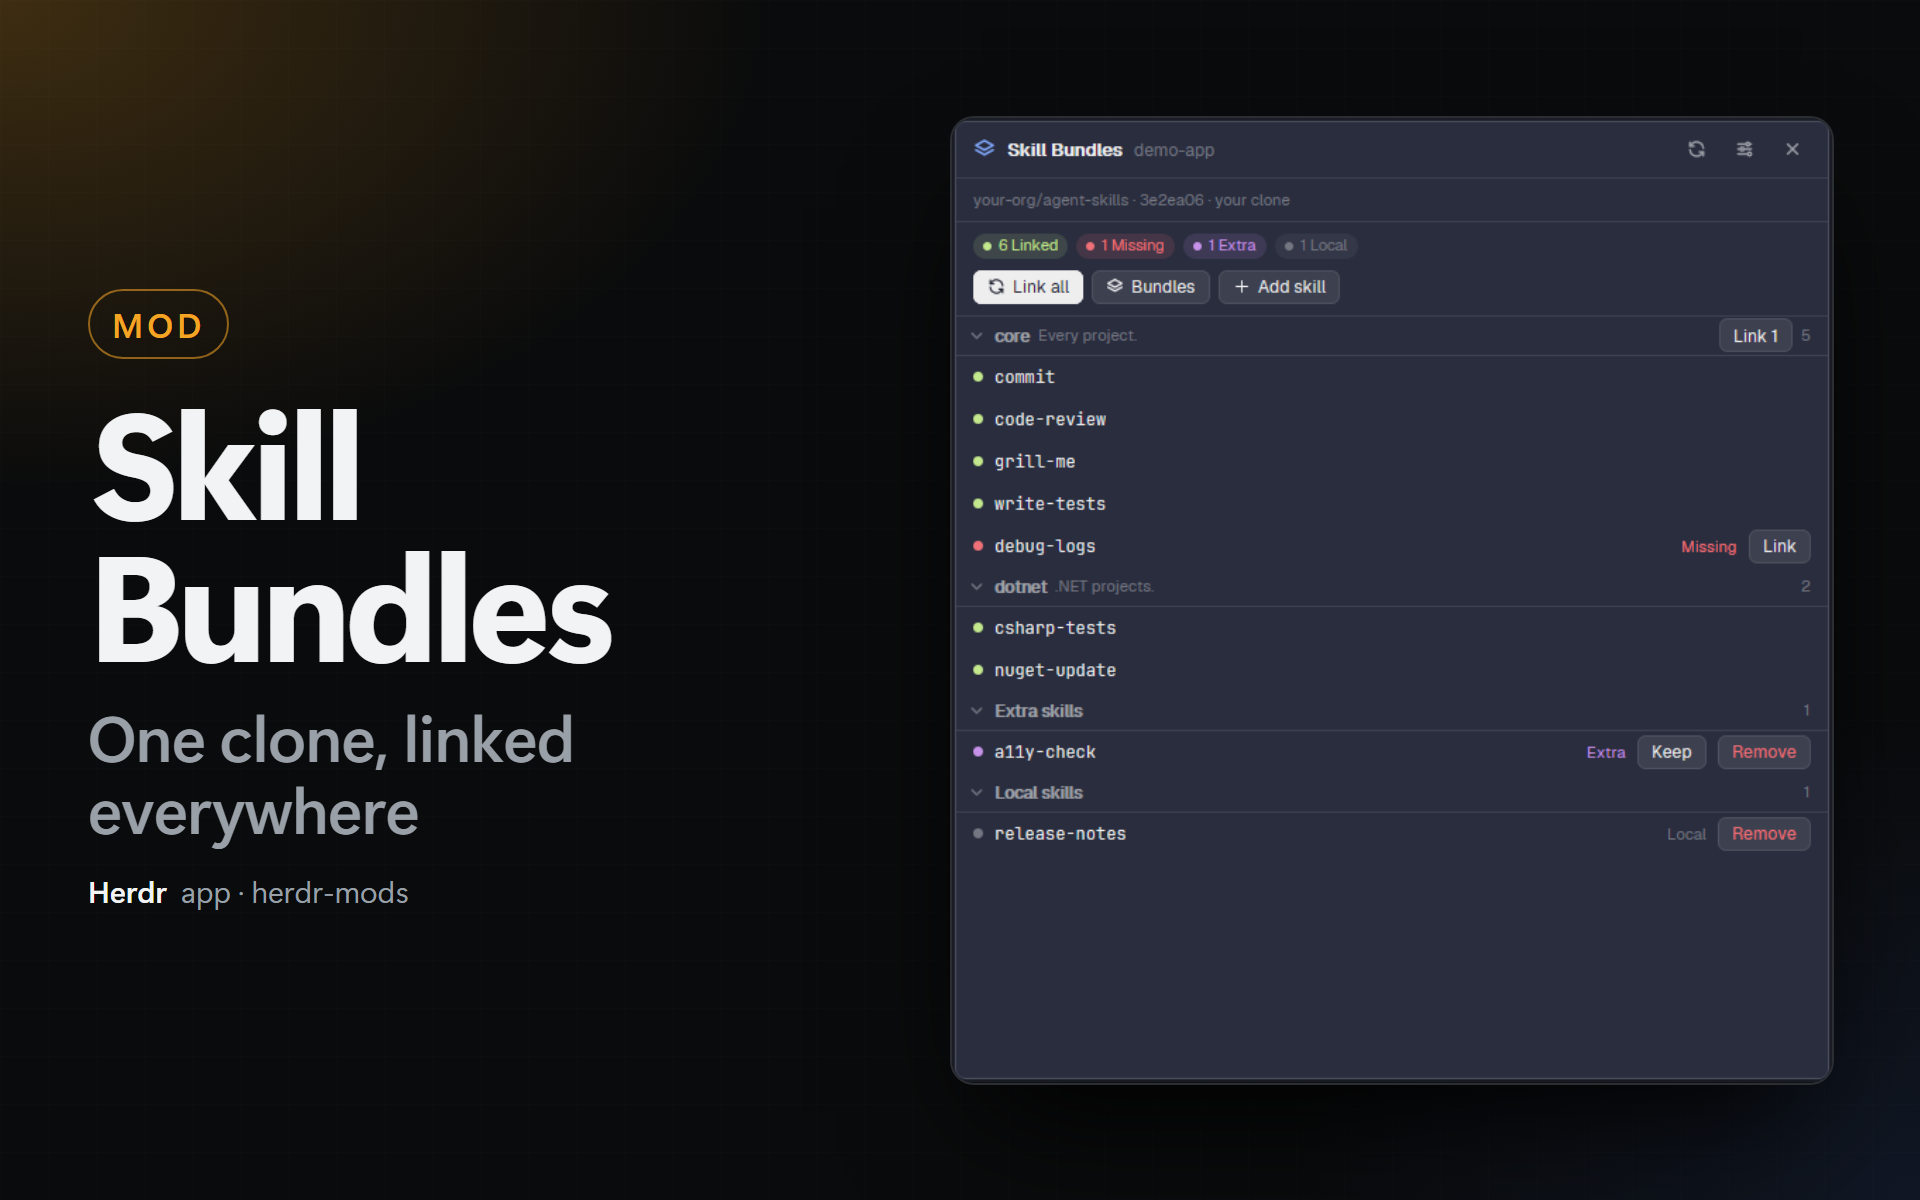 MOD
Skill
Bundles
One clone, linked
everywhere
Herdr app · herdr-mods
Skill Bundles demo-app
your-org/agent-skills · 3e2ea06 · your clone
6 Linked 1 Missing 1 Extra 1 Local
Link all Bundles + Add skill
core Every project. Link 1 5
commit
code-review
grill-me
write-tests
debug-logs Missing Link
dotnet .NET projects. 2
csharp-tests
nuget-update
Extra skills 1
a11y-check Extra Keep Remove
Local skills 1
release-notes Local Remove